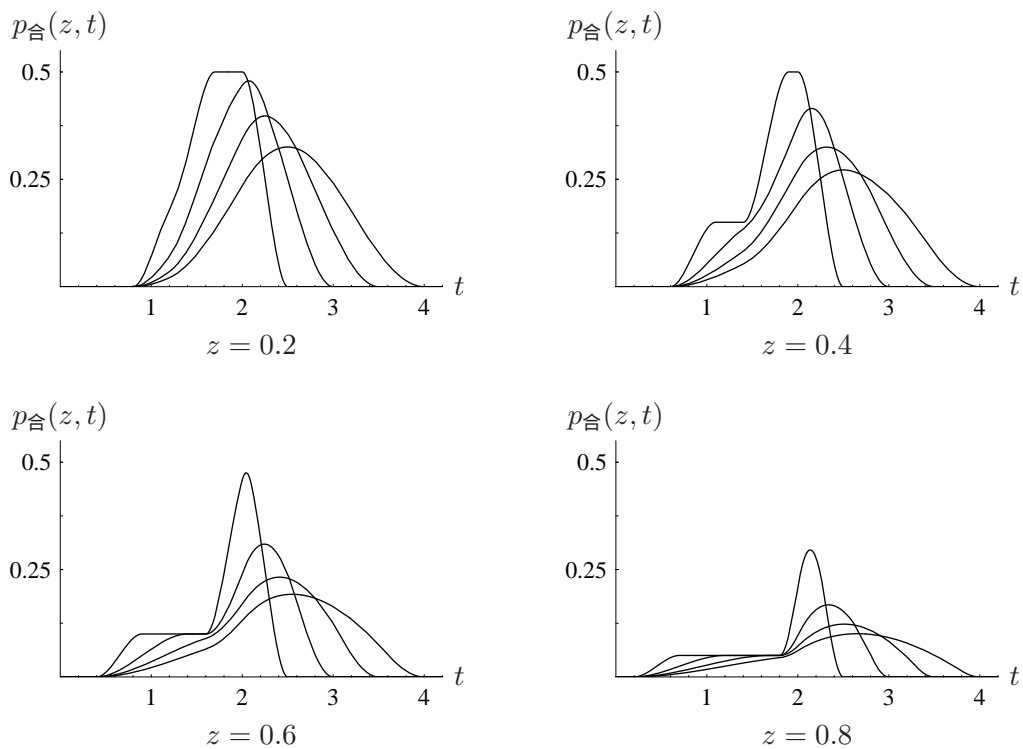 p合(z, t)
0.5
0.25
1 2 3 4 t
z = 0.2
p合(z, t)
0.5
0.25
1 2 3 4 t
z = 0.4
p合(z, t)
0.5
0.25
1 2 3 4 t
z = 0.6
p合(z, t)
0.5
0.25
1 2 3 4 t
z = 0.8